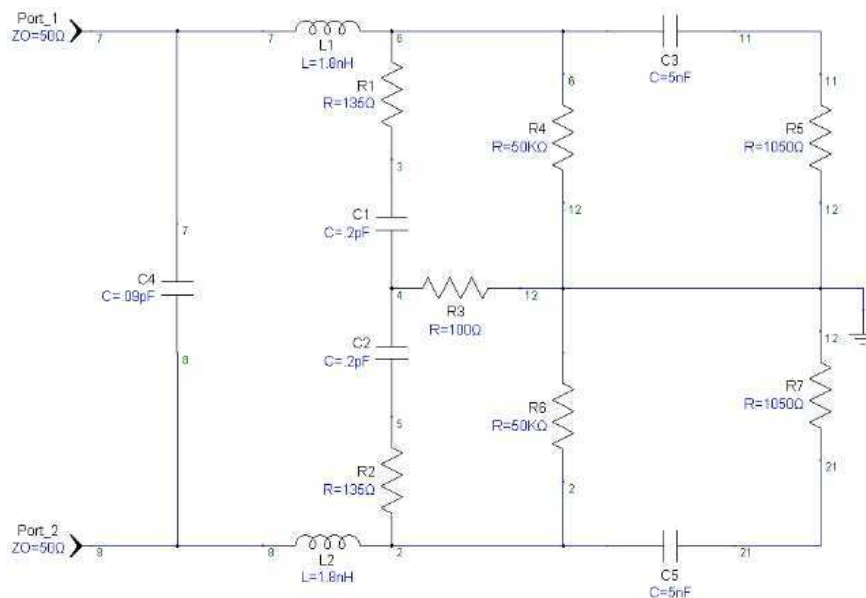 Port_1
ZO=50Ω
7
7
L1
L=1.8nH
6
C3
C=5nF
11
R1
R=135Ω
6
11
R4
R=50KΩ
R5
R=1050Ω
3
7
C1
C=.2pF
12
12
C4
C=.09pF
4
R3
R=100Ω
12
C2
C=.2pF
12
8
R6
R=50KΩ
R7
R=1050Ω
5
R2
R=135Ω
2
21
Port_2
ZO=50Ω
L2
L=1.8nH
2
C5
C=5nF
21